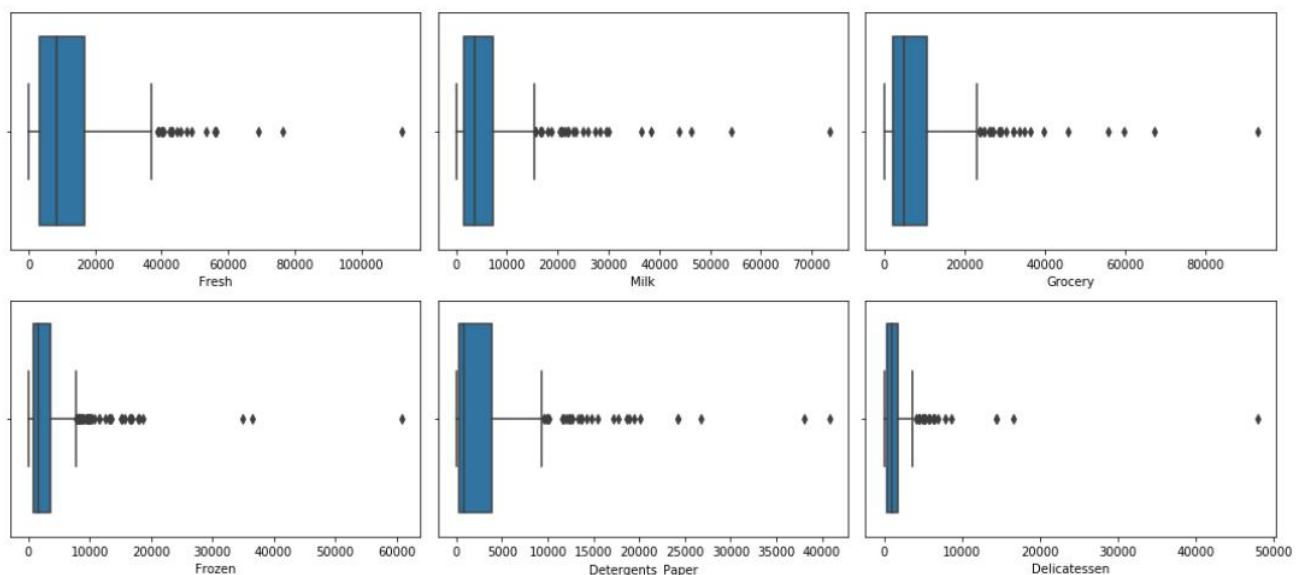 0 20000 40000 60000 80000 100000
Fresh
0 10000 20000 30000 40000 50000 60000 70000
Milk
0 20000 40000 60000 80000
Grocery
0 10000 20000 30000 40000 50000 60000
Frozen
0 5000 10000 15000 20000 25000 30000 35000 40000
Detergents_Paper
0 10000 20000 30000 40000 50000
Delicatessen